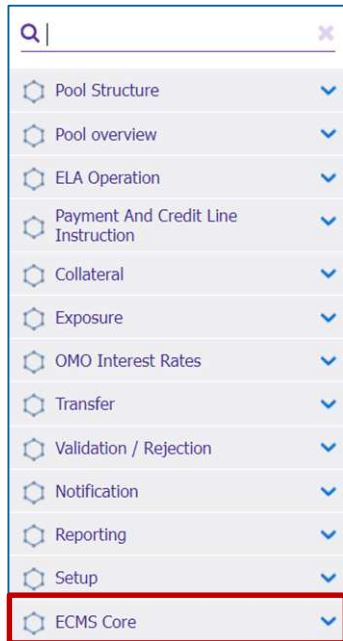 Pool Structure
Pool overview
ELA Operation
Payment And Credit Line
Instruction
Collateral
Exposure
OMO Interest Rates
Transfer
Validation / Rejection
Notification
Reporting
Setup
ECMS Core